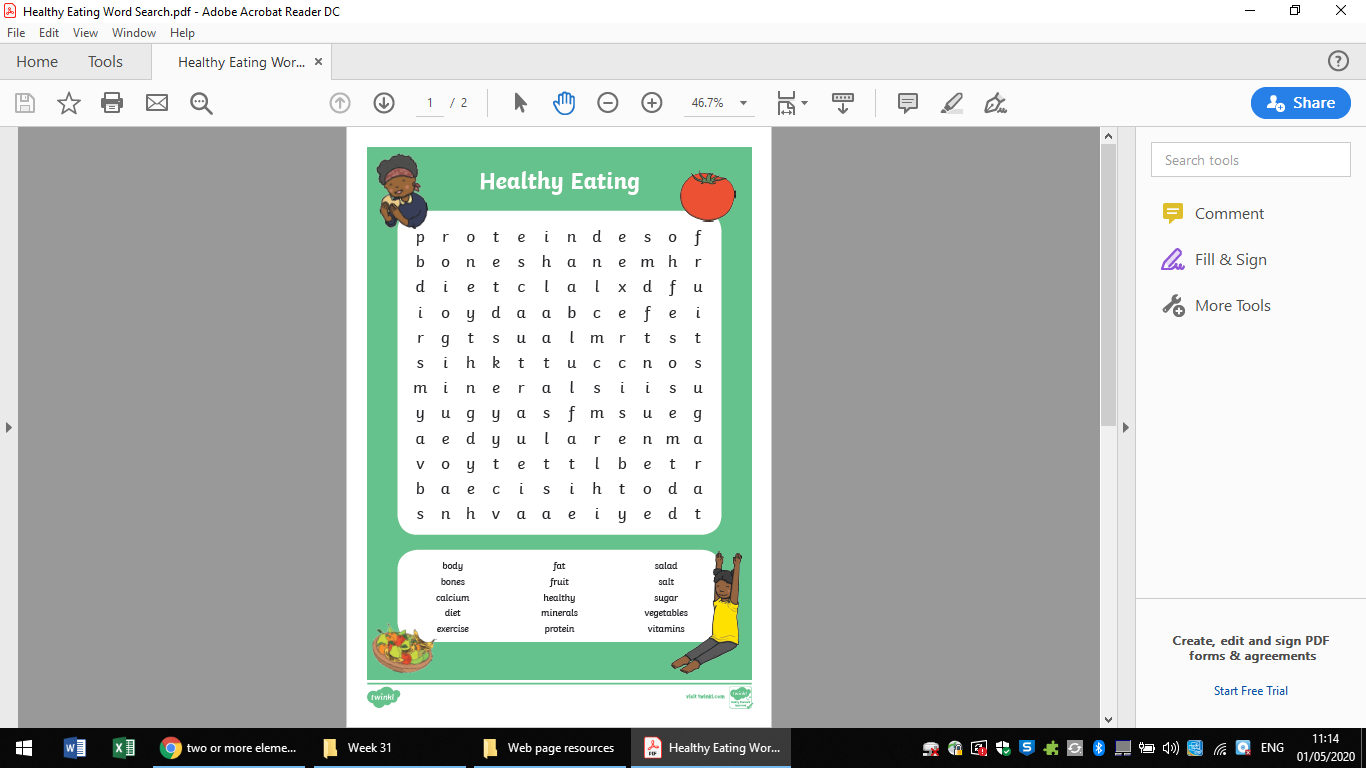 Healthy Eating Word Search.pdf - Adobe Acrobat Reader DC
File Edit View Window Help
Home Tools Healthy Eating Wor... ×
1 / 2 46.7% Share
Search tools
Comment
Fill & Sign
More Tools
Healthy Eating
p r o t e i n d e s o f
b o n e s h a n e m h r
d i e t c l a l x d f u
i o y d a a b c e f e i
r g t s u a l m r t s t
s i h k t t u c c n o s
m i n e r a l s i i s u
y u g y a s f m s u e g
a e d y u l a r e n m a
v o y t e t t l b e t r
b a e c i s i h t o d a
s n h v a a e i y e d t
body fat salad
bones fruit salt
calcium healthy sugar
diet minerals vegetables
exercise protein vitamins
twinkl visit twinkl.com
Create, edit and sign PDF
forms & agreements
Start Free Trial
two or more eleme... Week 31 Web page resources Healthy Eating Wor... ENG 11:14
01/05/2020